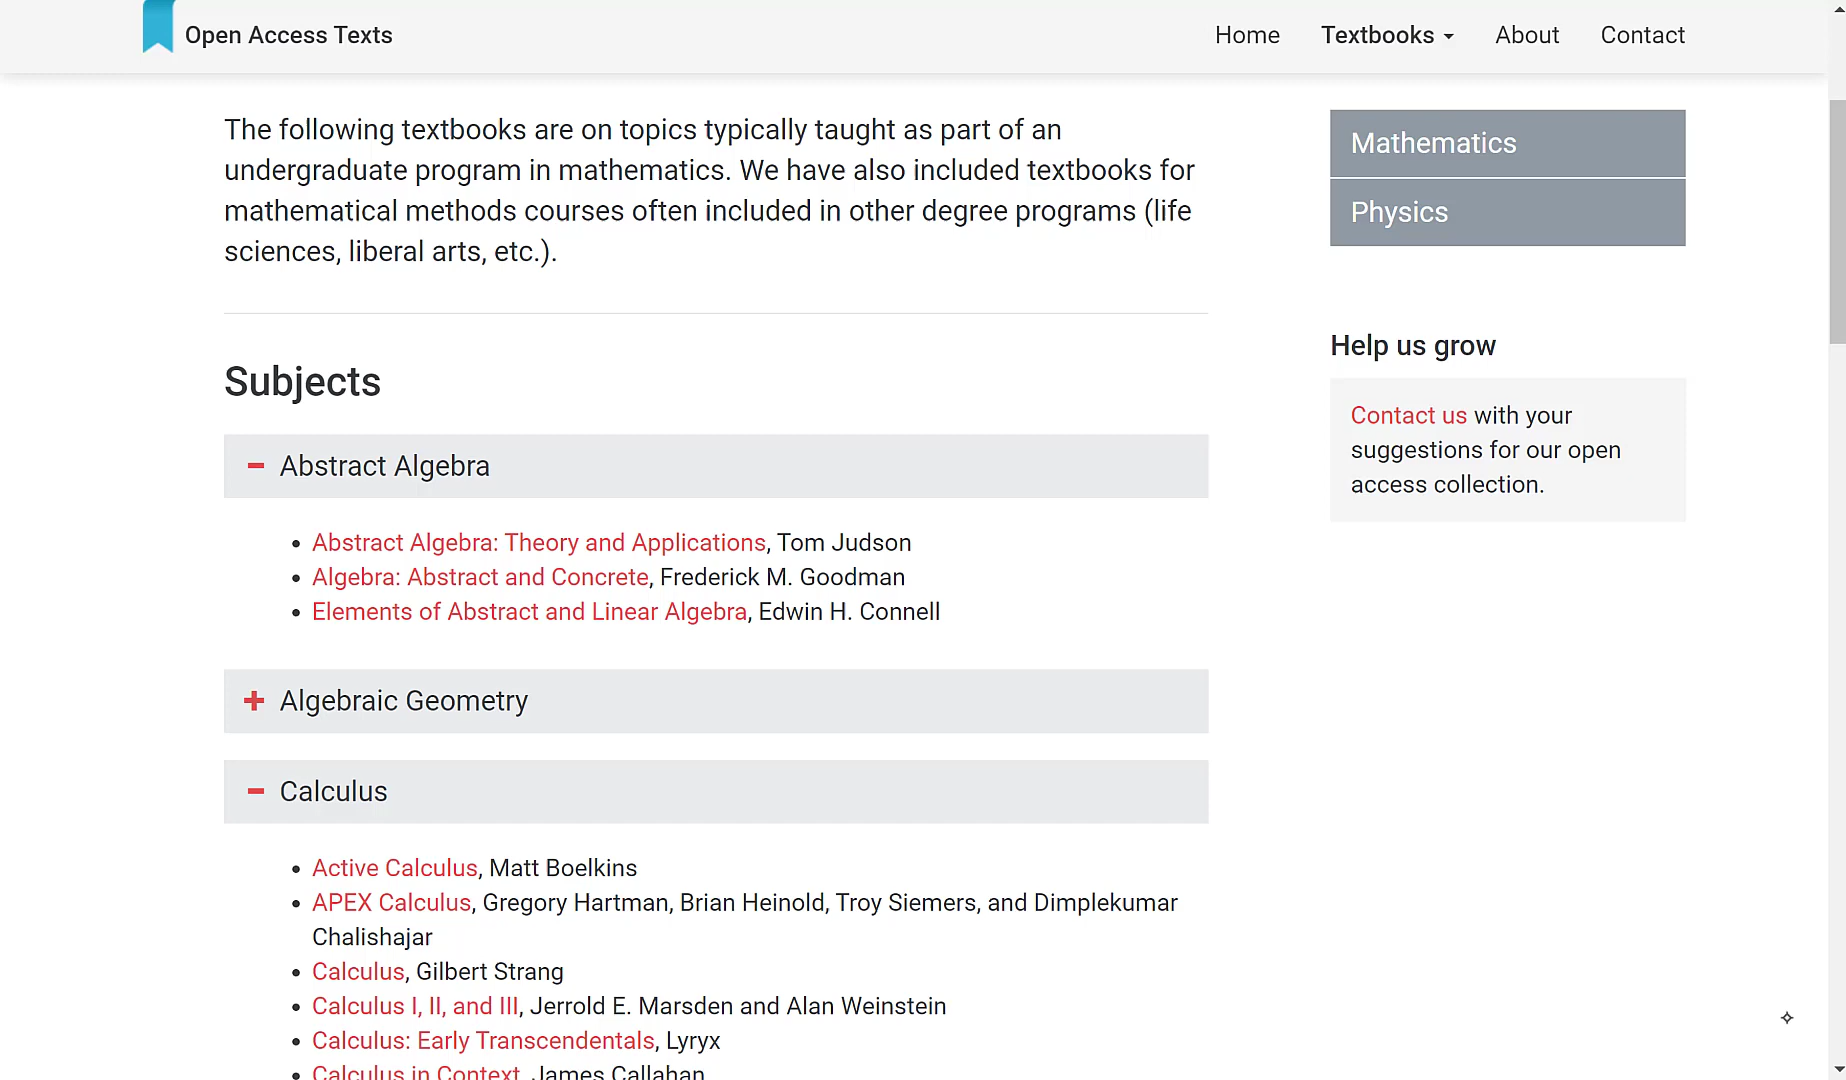 Open Access Texts
Home
Textbooks
About
Contact
The following textbooks are on topics typically taught as part of an
undergraduate program in mathematics. We have also included textbooks for
mathematical methods courses often included in other degree programs (life
sciences, liberal arts, etc.).
Mathematics
Physics
Help us grow
Contact us with your
suggestions for our open
access collection.
Subjects
Abstract Algebra
Abstract Algebra: Theory and Applications, Tom Judson
Algebra: Abstract and Concrete, Frederick M. Goodman
Elements of Abstract and Linear Algebra, Edwin H. Connell
Algebraic Geometry
Calculus
Active Calculus, Matt Boelkins
APEX Calculus, Gregory Hartman, Brian Heinold, Troy Siemers, and Dimplekumar
Chalishajar
Calculus, Gilbert Strang
Calculus I, II, and III, Jerrold E. Marsden and Alan Weinstein
Calculus: Early Transcendentals, Lyryx
Calculus in Context, James Callahan